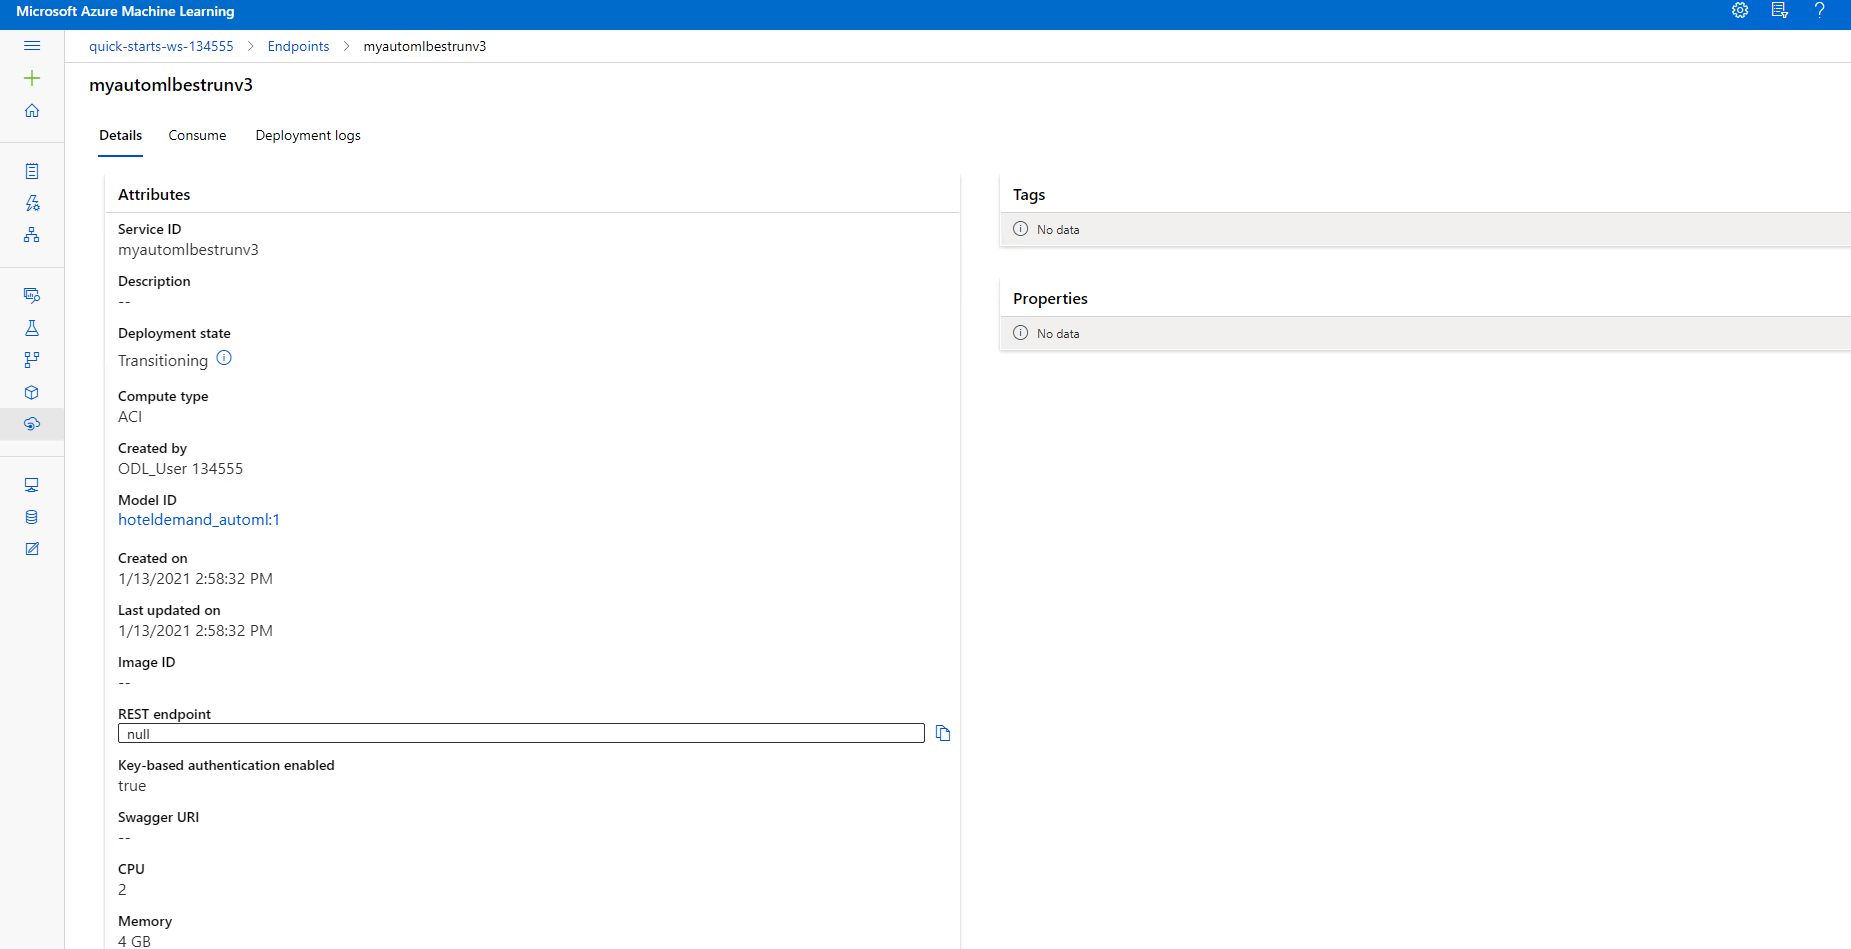 Microsoft Azure Machine Learning
quick-starts-ws-134555 > Endpoints > myautomlbestrunv3
myautomlbestrunv3
Details Consume Deployment logs
Attributes
Service ID
myautomlbestrunv3
Description
--
Deployment state
Transitioning
Compute type
ACI
Created by
ODL_User 134555
Model ID
hoteldemand_automl:1
Created on
1/13/2021 2:58:32 PM
Last updated on
1/13/2021 2:58:32 PM
Image ID
--
REST endpoint
null
Key-based authentication enabled
true
Swagger URI
--
CPU
2
Memory
4 GB
Tags
No data
Properties
No data